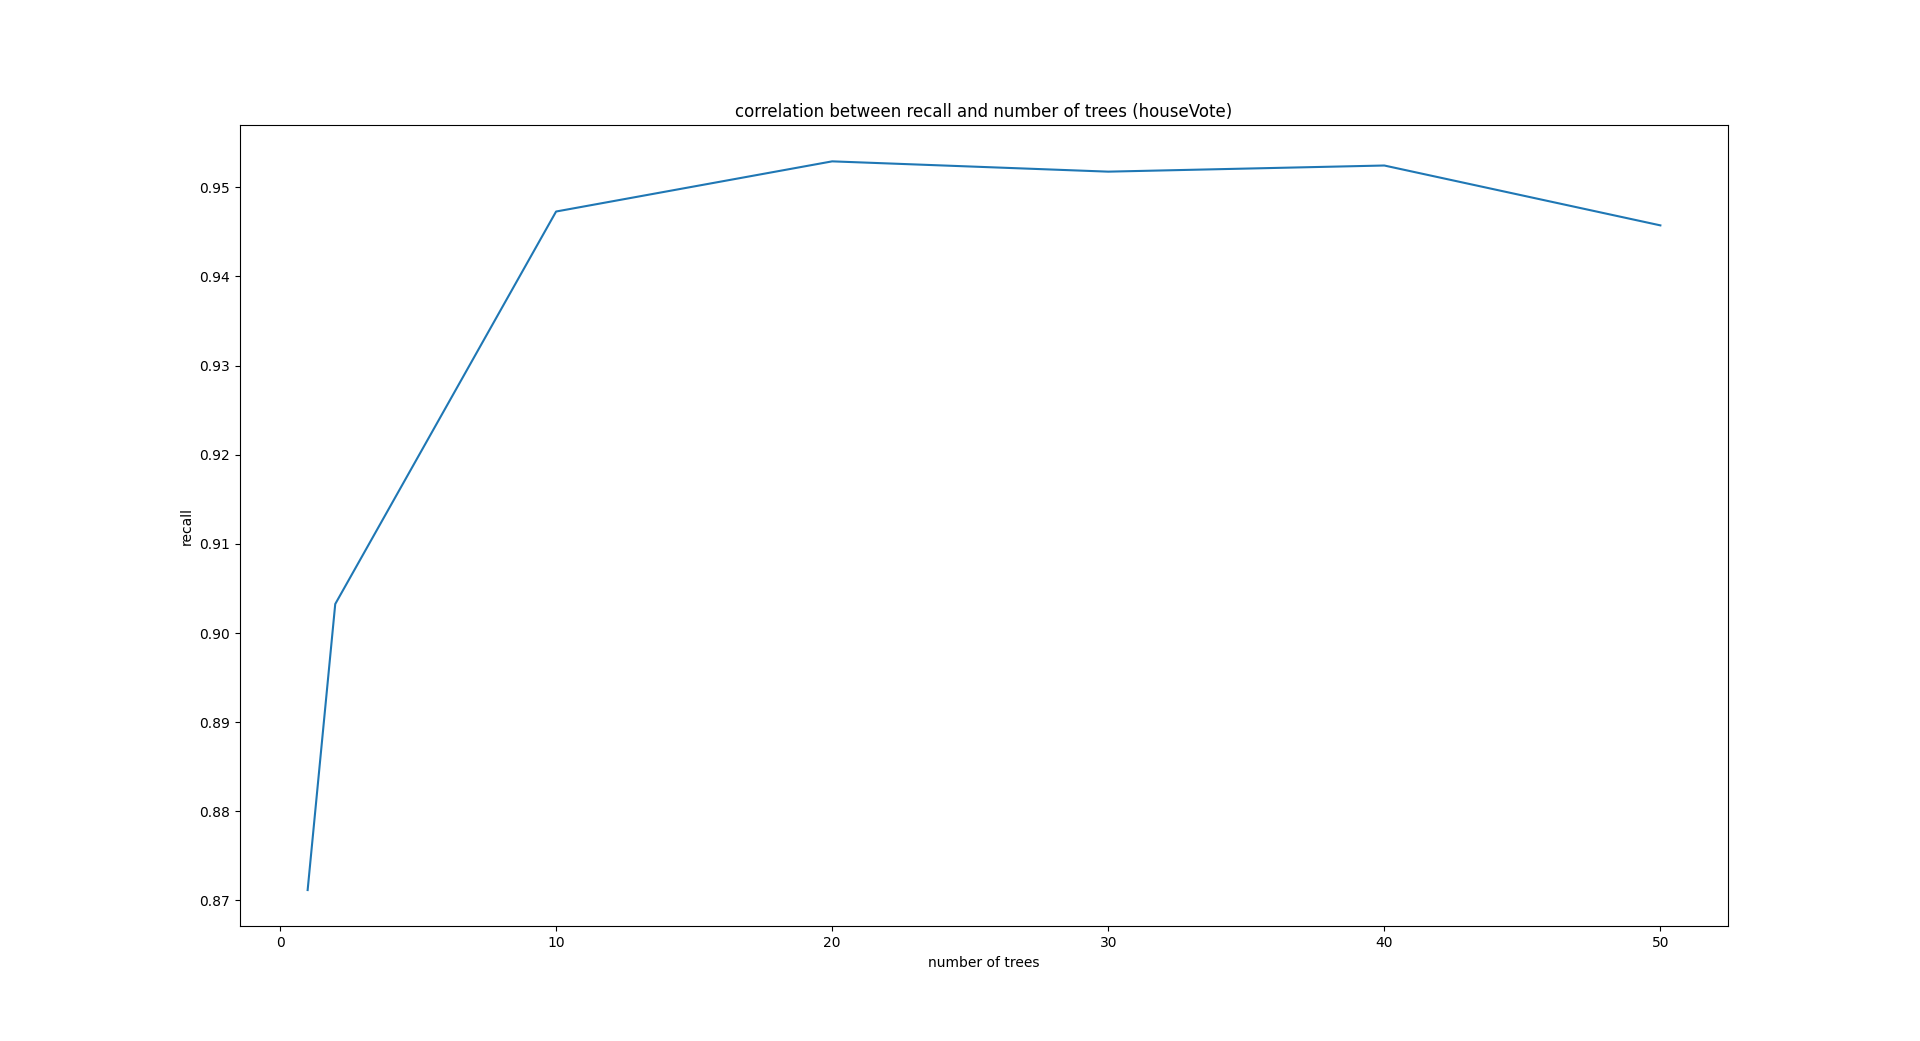 correlation between recall and number of trees (houseVote)
0.95
0.94
0.93
0.92
0.91
0.90
0.89
0.88
0.87
recall
0 10 20 30 40 50
number of trees